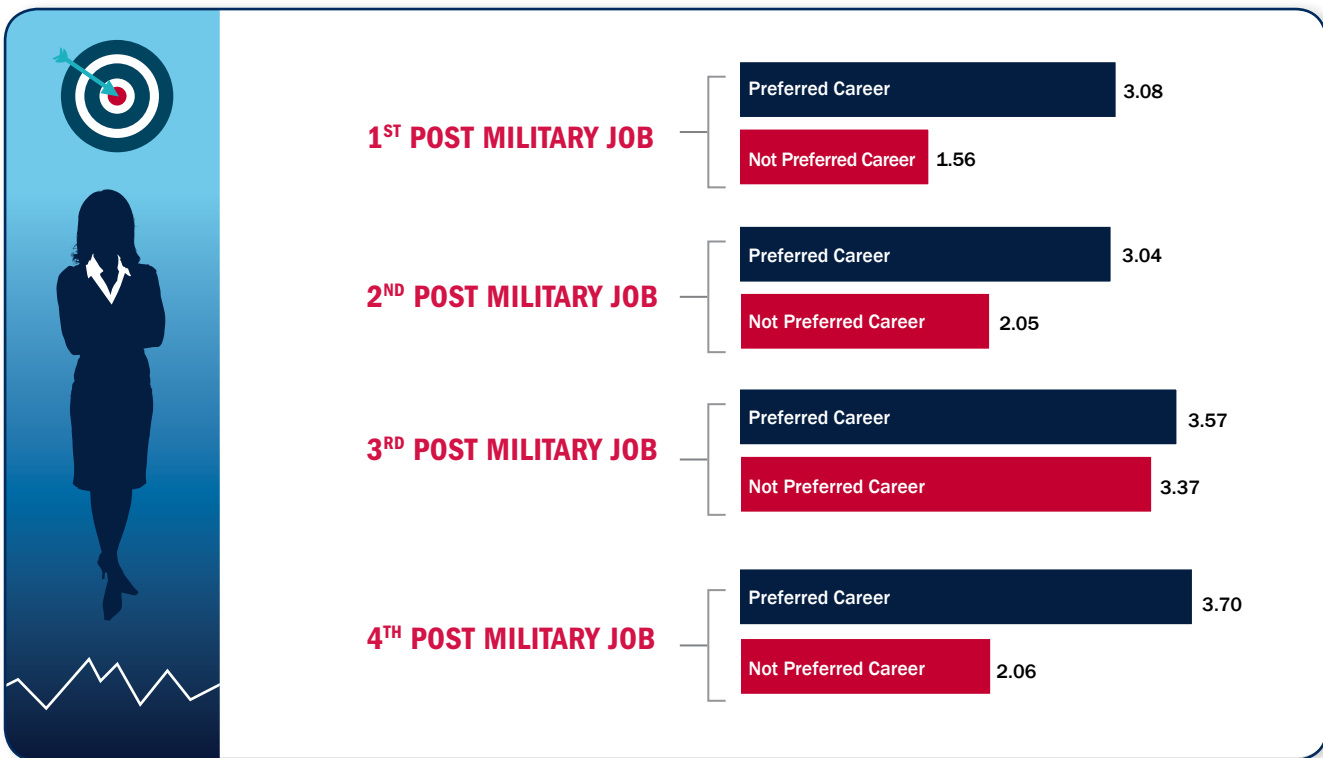 1ST POST MILITARY JOB
Preferred Career 3.08
Not Preferred Career 1.56
2ND POST MILITARY JOB
Preferred Career 3.04
Not Preferred Career 2.05
3RD POST MILITARY JOB
Preferred Career 3.57
Not Preferred Career 3.37
4TH POST MILITARY JOB
Preferred Career 3.70
Not Preferred Career 2.06